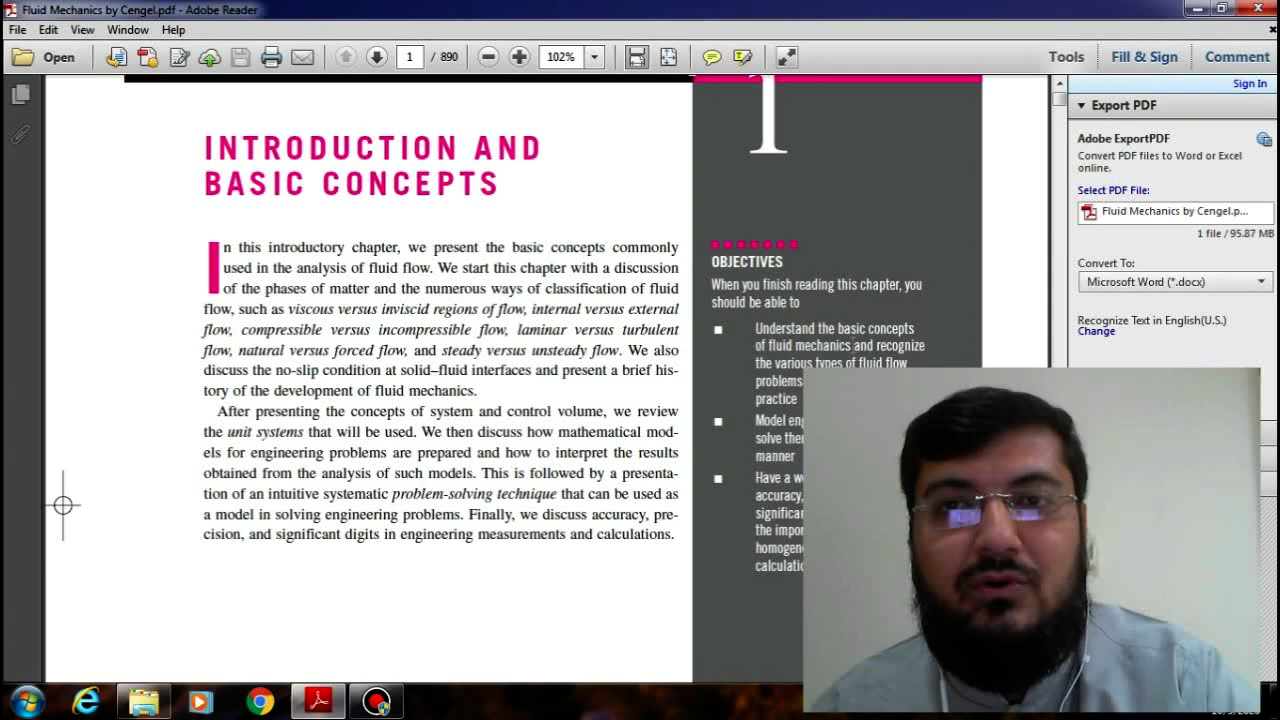 Fluid Mechanics by Cengel.pdf - Adobe Reader
File Edit View Window Help
Open
1 / 890
102%
Tools Fill & Sign Comment
Sign In
Export PDF
Adobe ExportPDF
Convert PDF files to Word or Excel
online.
Select PDF File:
Fluid Mechanics by Cengel.p...
1 file / 95.87 MB
Convert To:
Microsoft Word (*.docx)
Recognize Text in English(U.S.)
Change
1
INTRODUCTION AND
BASIC CONCEPTS
In this introductory chapter, we present the basic concepts commonly
used in the analysis of fluid flow. We start this chapter with a discussion
of the phases of matter and the numerous ways of classification of fluid
flow, such as viscous versus inviscid regions of flow, internal versus external
flow, compressible versus incompressible flow, laminar versus turbulent
flow, natural versus forced flow, and steady versus unsteady flow. We also
discuss the no-slip condition at solid–fluid interfaces and present a brief his-
tory of the development of fluid mechanics.
After presenting the concepts of system and control volume, we review
the unit systems that will be used. We then discuss how mathematical mod-
els for engineering problems are prepared and how to interpret the results
obtained from the analysis of such models. This is followed by a presenta-
tion of an intuitive systematic problem-solving technique that can be used as
a model in solving engineering problems. Finally, we discuss accuracy, pre-
cision, and significant digits in engineering measurements and calculations.
OBJECTIVES
When you finish reading this chapter, you
should be able to
Understand the basic concepts
of fluid mechanics and recognize
the various types of fluid flow
problems
practice
Model eng
solve the
manner
Have a w
accuracy,
significan
the impor
homogene
calculatio